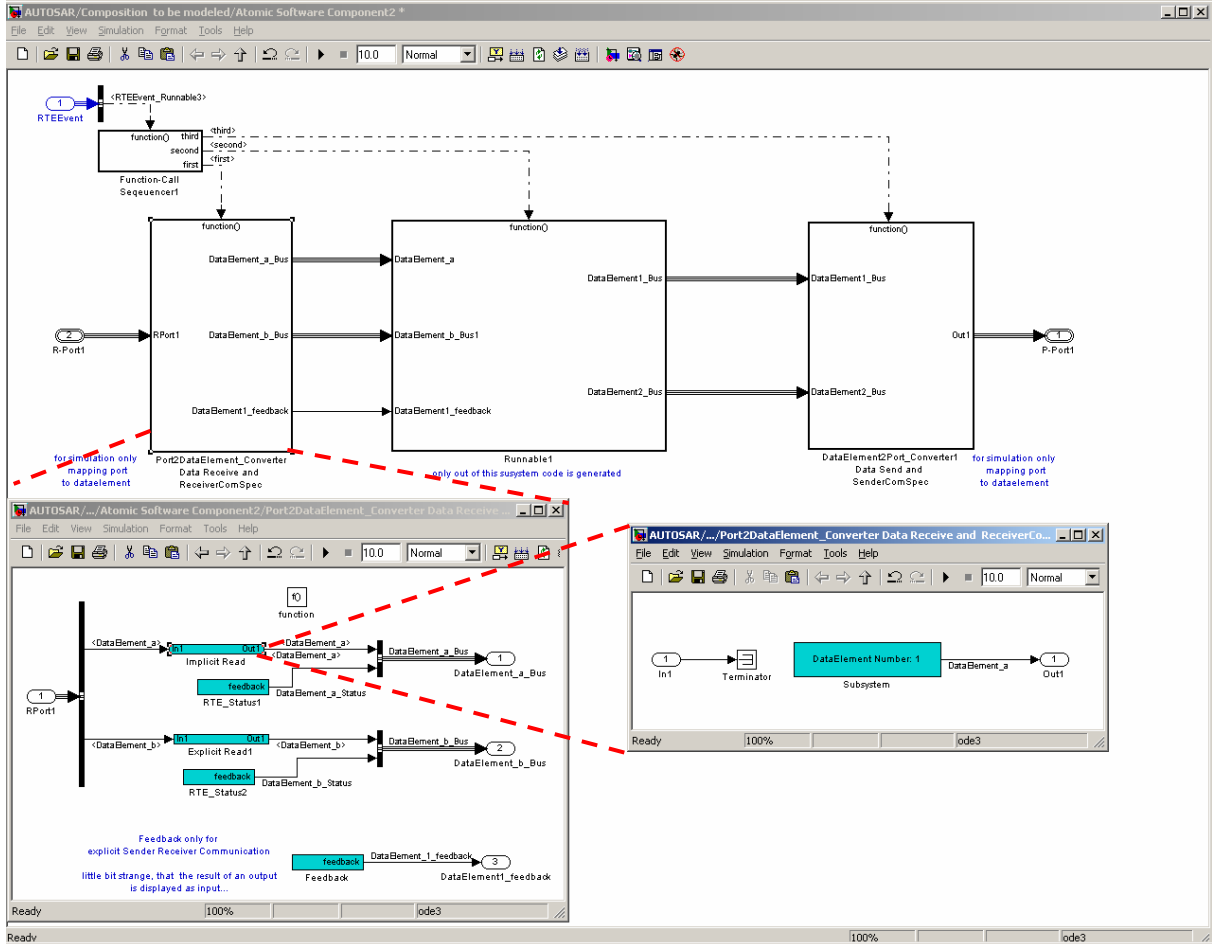 AUTOSAR/Composition to be modeled/Atomic Software Component2 *
File Edit View Simulation Format Tools Help
10.0 Normal
<RTEEvent_Runnable3>
1
RTEEvent
function() third
second
first
<third>
<second>
<first>
Function-Call
Seqeuencer1
function()
function()
function()
DataElement_a_Bus
DataElement_a
DataElement1_Bus
DataElement1_Bus
2
R-Port1
RPort1
DataElement_b_Bus
DataElement_b_Bus1
Out1
1
P-Port1
DataElement2_Bus
DataElement2_Bus
DataElement1_feedback
DataElement1_feedback
for simulation only
mapping port
to dataelement
Port2DataElement_Converter
Data Receive and
ReceiverComSpec
Runnable1
only out of this susystem code is generated
DataElement2Port_Converter1
Data Send and
SenderComSpec
for simulation only
mapping port
to dataelement
AUTOSAR/.../Atomic Software Component2/Port2DataElement_Converter Data Receive ...
File Edit View Simulation Format Tools Help
10.0 Normal
f()
function
<DataElement_a>
In1 Out1
Implicit Read
<DataElement_a>
<DataElement_a>
DataElement_a_Bus
1
DataElement_a_Bus
feedback
RTE_Status1
DataElement_a_Status
1
RPort1
<DataElement_b>
In1 Out1
Explicit Read1
<DataElement_b>
DataElement_b_Bus
2
DataElement_b_Bus
feedback
RTE_Status2
DataElement_b_Status
Feedback only for
explicit Sender Receiver Communication
little bit strange, that the result of an output
is displayed as input...
feedback
Feedback
DataElement_1_feedback
3
DataElement1_feedback
Ready 100% ode3
AUTOSAR/.../Port2DataElement_Converter Data Receive and ReceiverCo...
File Edit View Simulation Format Tools Help
10.0 Normal
1
In1
Terminator
DataElement Number: 1
Subsystem
DataElement_a
1
Out1
Ready 100% ode3
Ready 100% ode3